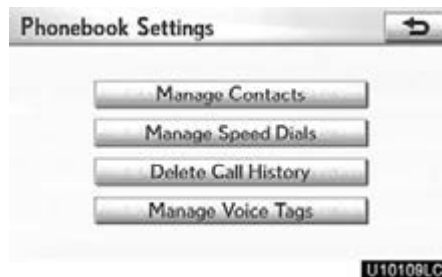 Phonebook Settings
Manage Contacts
Manage Speed Dials
Delete Call History
Manage Voice Tags
U10109LC